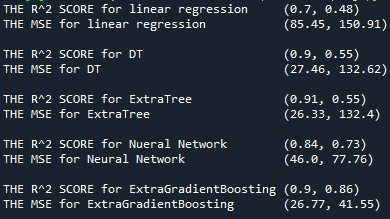 THE R^2 SCORE for linear regression (0.7, 0.48)
THE MSE for linear regression (85.45, 150.91)
THE R^2 SCORE for DT (0.9, 0.55)
THE MSE for DT (27.46, 132.62)
THE R^2 SCORE for ExtraTree (0.91, 0.55)
THE MSE for ExtraTree (26.33, 132.4)
THE R^2 SCORE for Nueral Network (0.84, 0.73)
THE MSE for Neural Network (46.0, 77.76)
THE R^2 SCORE for ExtraGradientBoosting (0.9, 0.86)
THE MSE for ExtraGradientBoosting (26.77, 41.55)